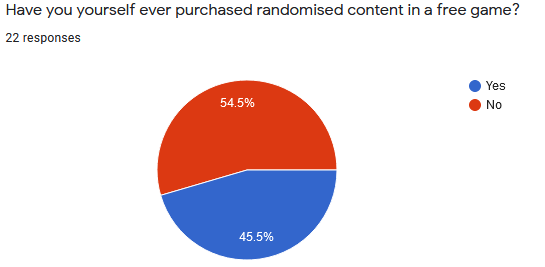 Have you yourself ever purchased randomised content in a free game?
22 responses
54.5%
45.5%
Yes
No